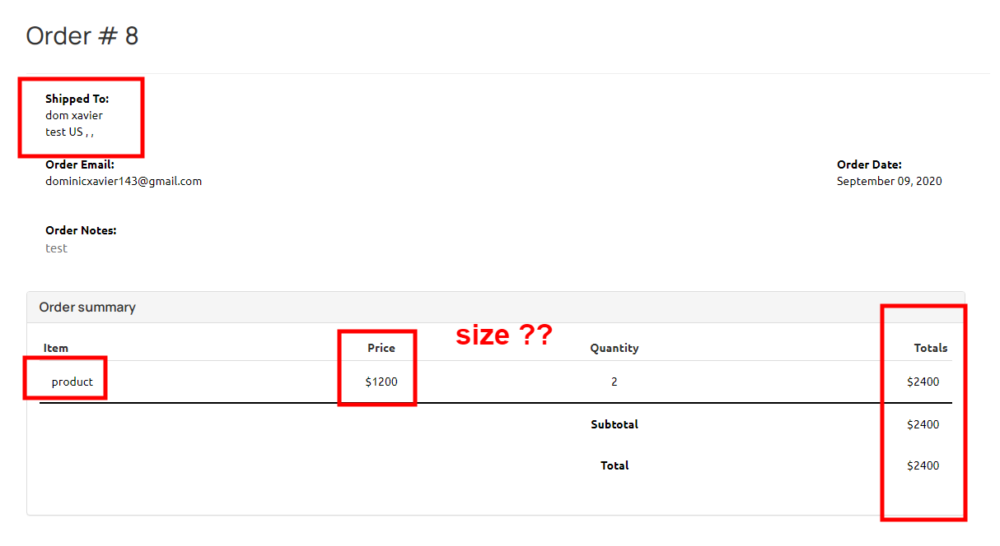 Order # 8
Shipped To:
dom xavier
test US , ,
Order Email:
dominicxavier143@gmail.com
Order Date:
September 09, 2020
Order Notes:
test
Order summary
size ??
Item Price Quantity Totals
product $1200 2 $2400
Subtotal $2400
Total $2400